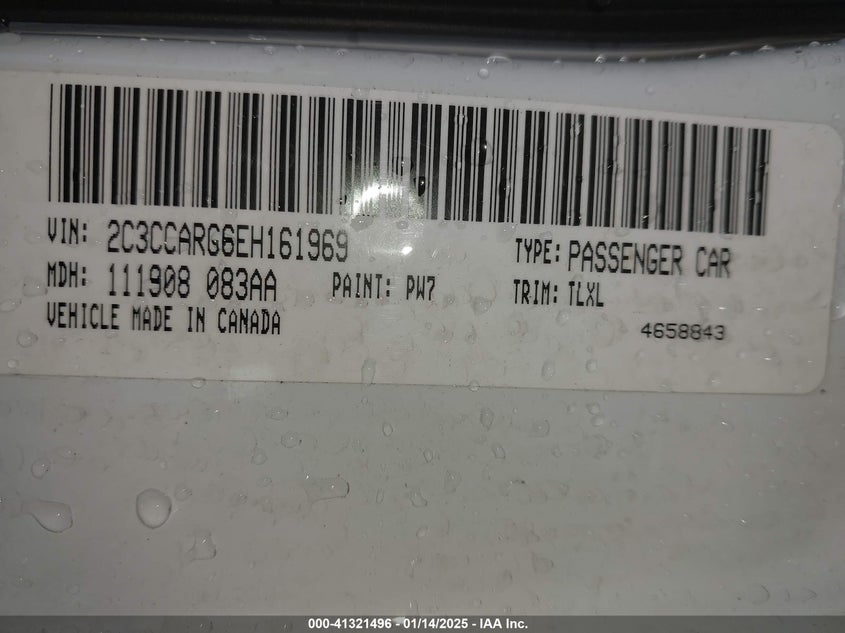 VIN: 2C3CCARG6EH161969
TYPE: PASSENGER CAR
MDH: 111908 083AA
PAINT: PW7
TRIM: TLXL
VEHICLE MADE IN CANADA
4658843
000-41321496 - 01/14/2025 - IAA Inc.